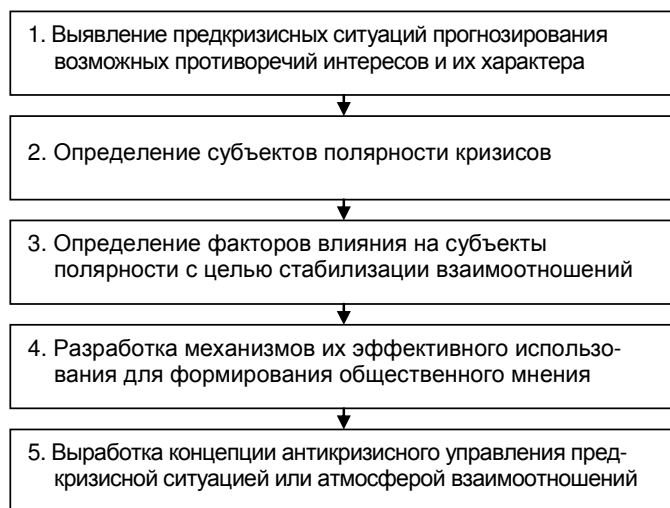 1. Выявление предкризисных ситуаций прогнозирования
возможных противоречий интересов и их характера
2. Определение субъектов полярности кризисов
3. Определение факторов влияния на субъекты
полярности с целью стабилизации взаимоотношений
4. Разработка механизмов их эффективного использо-
вания для формирования общественного мнения
5. Выработка концепции антикризисного управления пред-
кризисной ситуацией или атмосферой взаимоотношений